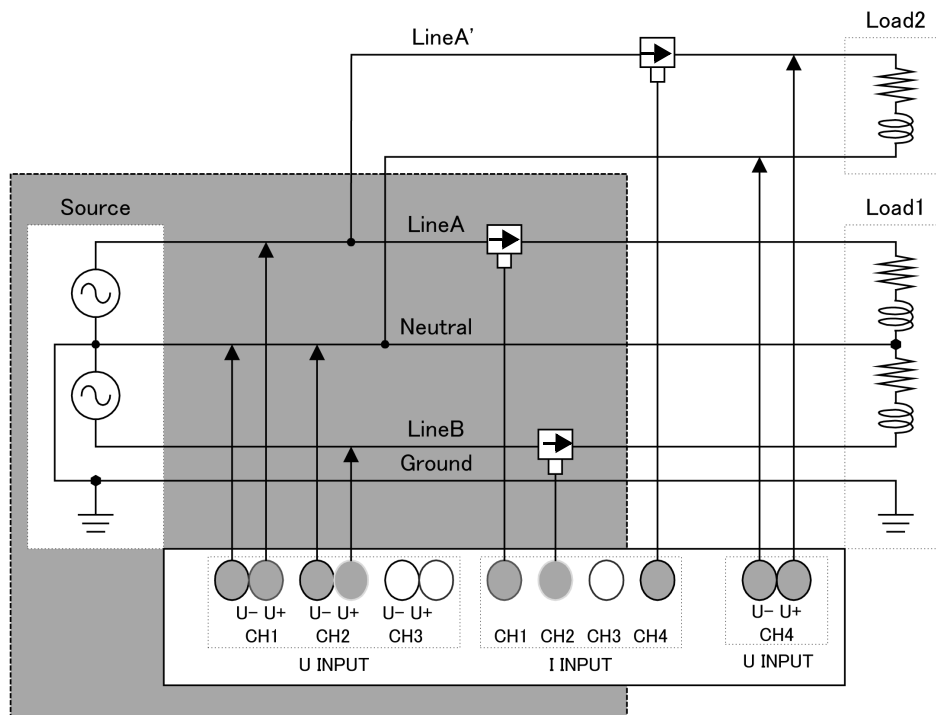 Load2
LineA'
Source
LineA
Load1
Neutral
LineB
Ground
U- U+ U- U+ U- U+
CH1 CH2 CH3
U INPUT
CH1 CH2 CH3 CH4
I INPUT
U- U+
CH4
U INPUT